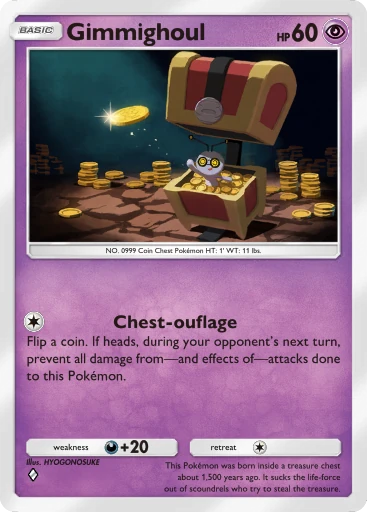 BASIC Gimmighoul HP 60
NO. 0999 Coin Chest Pokémon HT: 1' WT: 11 lbs.
Chest-ouflage
Flip a coin. If heads, during your opponent's next turn,
prevent all damage from—and effects of—attacks done
to this Pokémon.
weakness +20 retreat
Illus. HYOGONOSUKE
This Pokémon was born inside a treasure chest
about 1,500 years ago. It sucks the life-force
out of scoundrels who try to steal the treasure.